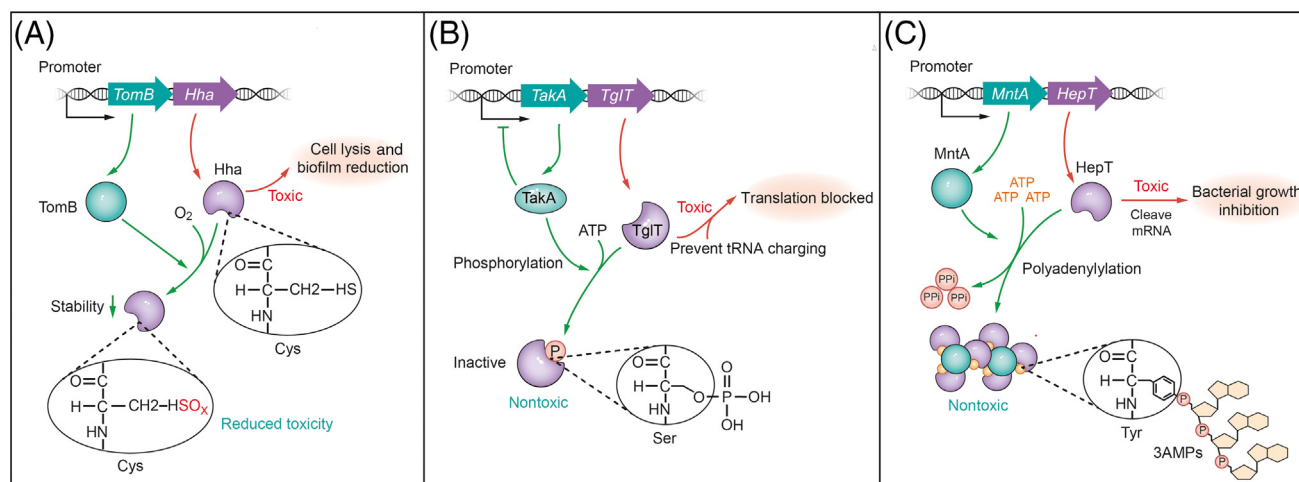 (A)
Promoter
TomB Hha
Hha
Cell lysis and
biofilm reduction
Toxic
TomB
O2
O
C
H C CH2 HS
HN
Cys
Stability
O
C
H C CH2 HSOx
HN
Cys
Reduced toxicity
(B)
Promoter
TakA TglT
TakA
TglT
Toxic
Translation blocked
Prevent tRNA charging
ATP
Phosphorylation
Inactive
P
Nontoxic
O
C
H C
O
O
P OH
OH
HN
Ser
(C)
Promoter
MntA HepT
MntA
ATP
ATP ATP
HepT
Toxic
Cleave
mRNA
Bacterial growth
inhibition
Polyadenylylation
PPi
PPi PPi
Nontoxic
O
C
H C
HN
Tyr
P
P
P
3AMPs